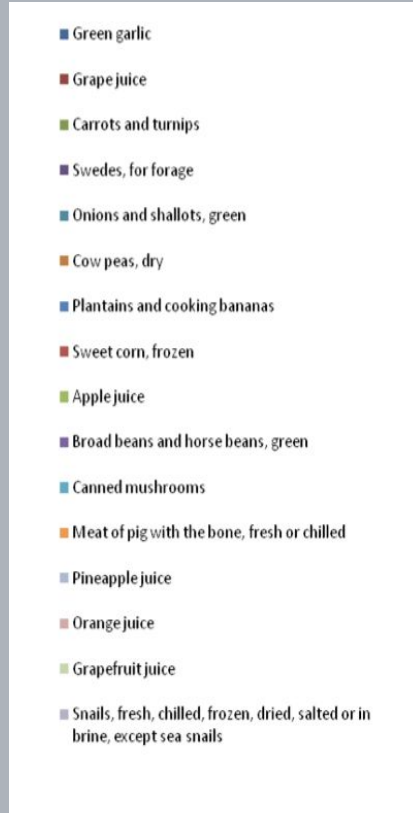 Green garlic
Grape juice
Carrots and turnips
Swedes, for forage
Onions and shallots, green
Cow peas, dry
Plantains and cooking bananas
Sweet corn, frozen
Apple juice
Broad beans and horse beans, green
Canned mushrooms
Meat of pig with the bone, fresh or chilled
Pineapple juice
Orange juice
Grapefruit juice
Snails, fresh, chilled, frozen, dried, salted or in
brine, except sea snails